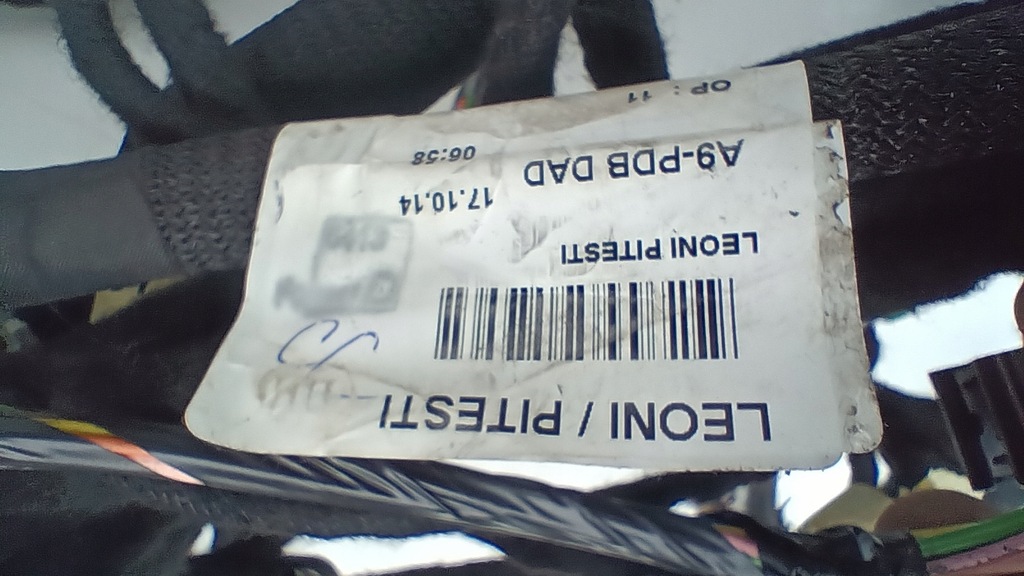 LEONI / PITESTI
LEONI PITESTI
17.10.14
A9-PDB DAD
06:58
OP: 11